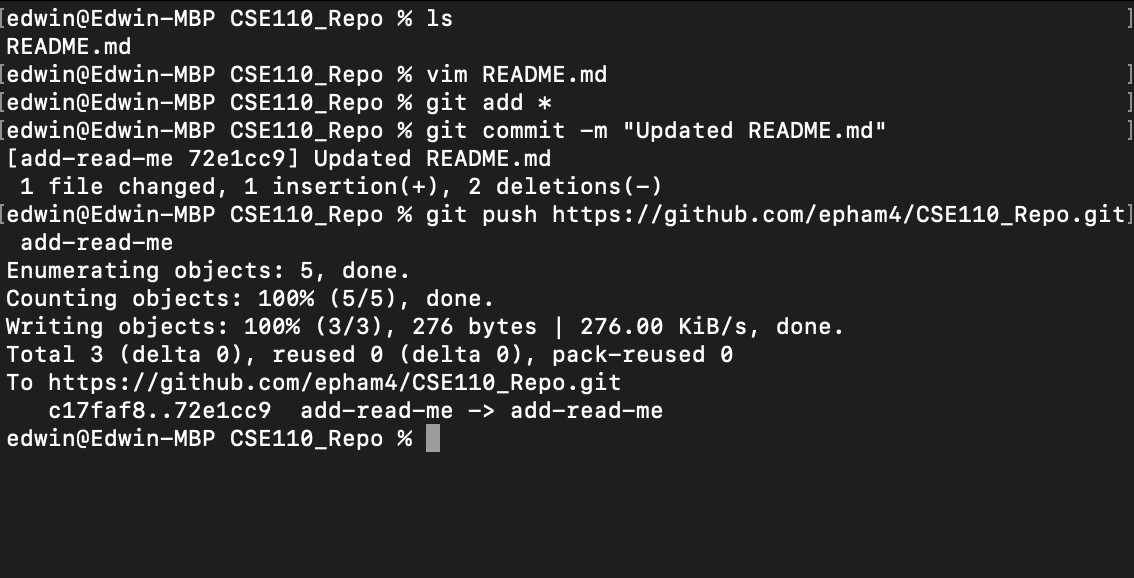 [edwin@Edwin-MBP CSE110_Repo % ls ]
README.md
[edwin@Edwin-MBP CSE110_Repo % vim README.md ]
[edwin@Edwin-MBP CSE110_Repo % git add * ]
[edwin@Edwin-MBP CSE110_Repo % git commit -m "Updated README.md" ]
[add-read-me 72e1cc9] Updated README.md
 1 file changed, 1 insertion(+), 2 deletions(-)
[edwin@Edwin-MBP CSE110_Repo % git push https://github.com/epham4/CSE110_Repo.git]
 add-read-me
Enumerating objects: 5, done.
Counting objects: 100% (5/5), done.
Writing objects: 100% (3/3), 276 bytes | 276.00 KiB/s, done.
Total 3 (delta 0), reused 0 (delta 0), pack-reused 0
To https://github.com/epham4/CSE110_Repo.git
   c17faf8..72e1cc9  add-read-me -> add-read-me
edwin@Edwin-MBP CSE110_Repo %